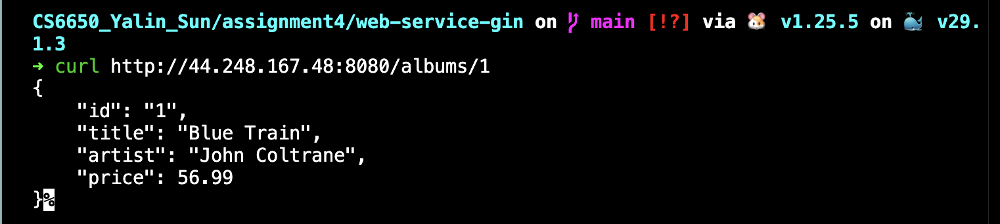 CS6650_Yalin_Sun/assignment4/web-service-gin on main [!?] via 🐹 v1.25.5 on 🐳 v29.
1.3
➜ curl http://44.248.167.48:8080/albums/1
{
    "id": "1",
    "title": "Blue Train",
    "artist": "John Coltrane",
    "price": 56.99
}%